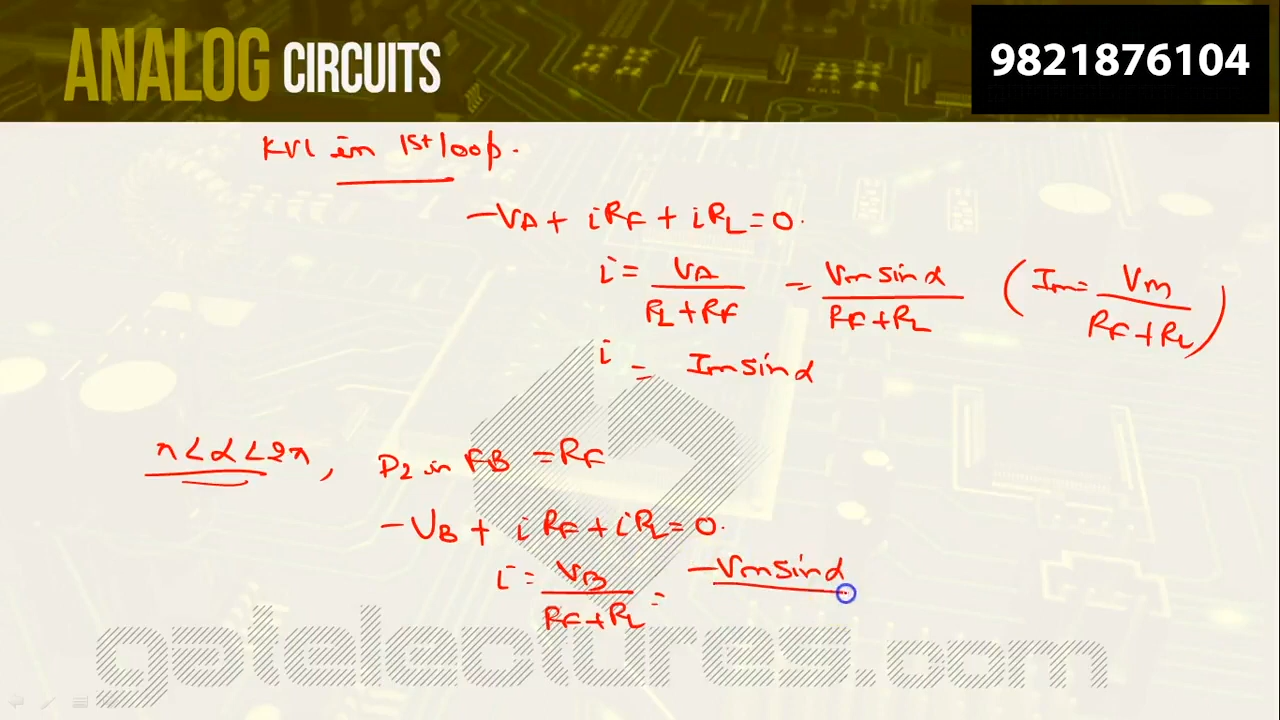 ANALOG CIRCUITS
9821876104
KVL in 1st loop.
-VA + iRF + iRL = 0.
i = VA / (RL + RF) = Vm sin α / (RF + RL) (Im = Vm / (RF + RL))
i = Im sin α
π < α < 2π, D2 in FB = RF
-VB + i RF + iRL = 0.
i = VB / (RF + RL) = -Vm sin α
gatelectures.com